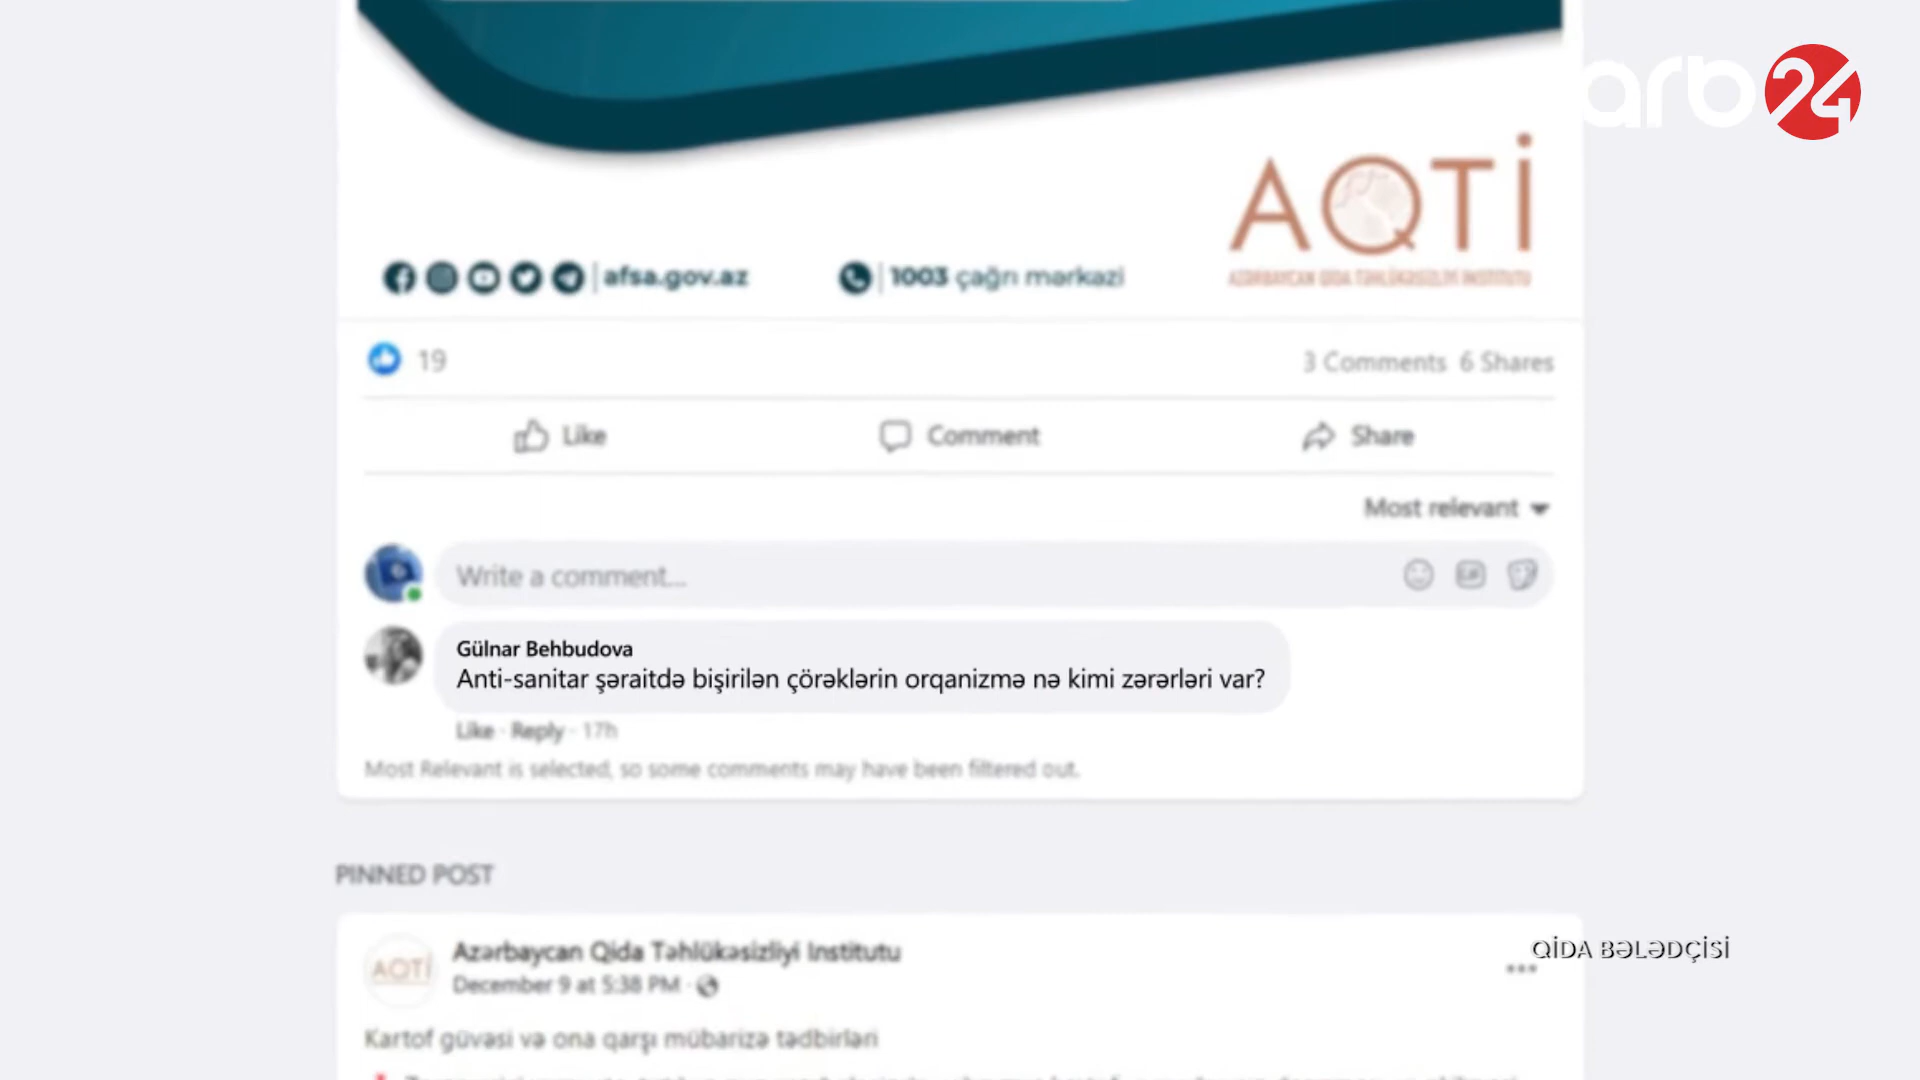 arb 24
AQTİ
AZƏRBAYCAN QİDA TƏHLÜKƏSİZLİYİ İNSTİTUTU
afsa.gov.az
1003 çağrı mərkəzi
19
3 Comments 6 Shares
Like
Comment
Share
Most relevant
Write a comment...
GIF
Gülnar Behbudova
Anti-sanitar şəraitdə bişirilən çörəklərin orqanizmə nə kimi zərərləri var?
Like · Reply · 17h
Most Relevant is selected, so some comments may have been filtered out.
PINNED POST
AQTİ
Azərbaycan Qida Təhlükəsizliyi Institutu
December 9 at 5:38 PM ·
QİDA BƏLƏDÇİSİ
Kartof güvəsi və ona qarşı mübarizə tədbirləri